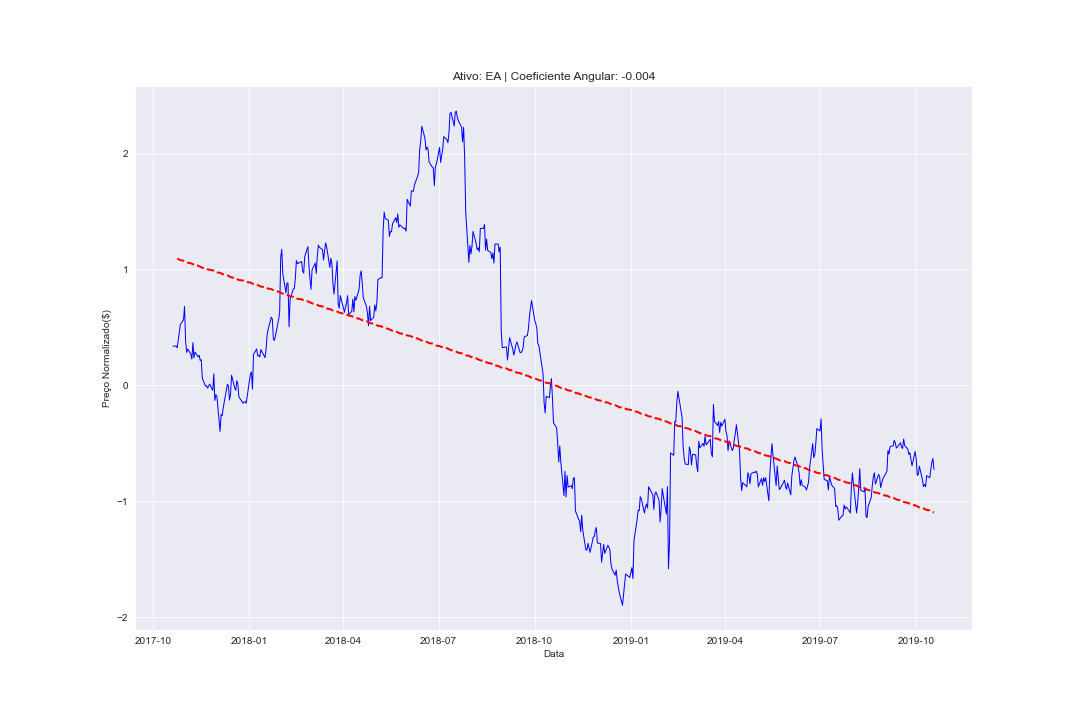 Ativo: EA | Coeficiente Angular: -0.004
Preço Normalizado($)
2
1
0
−1
−2
2017-10 2018-01 2018-04 2018-07 2018-10 2019-01 2019-04 2019-07 2019-10
Data